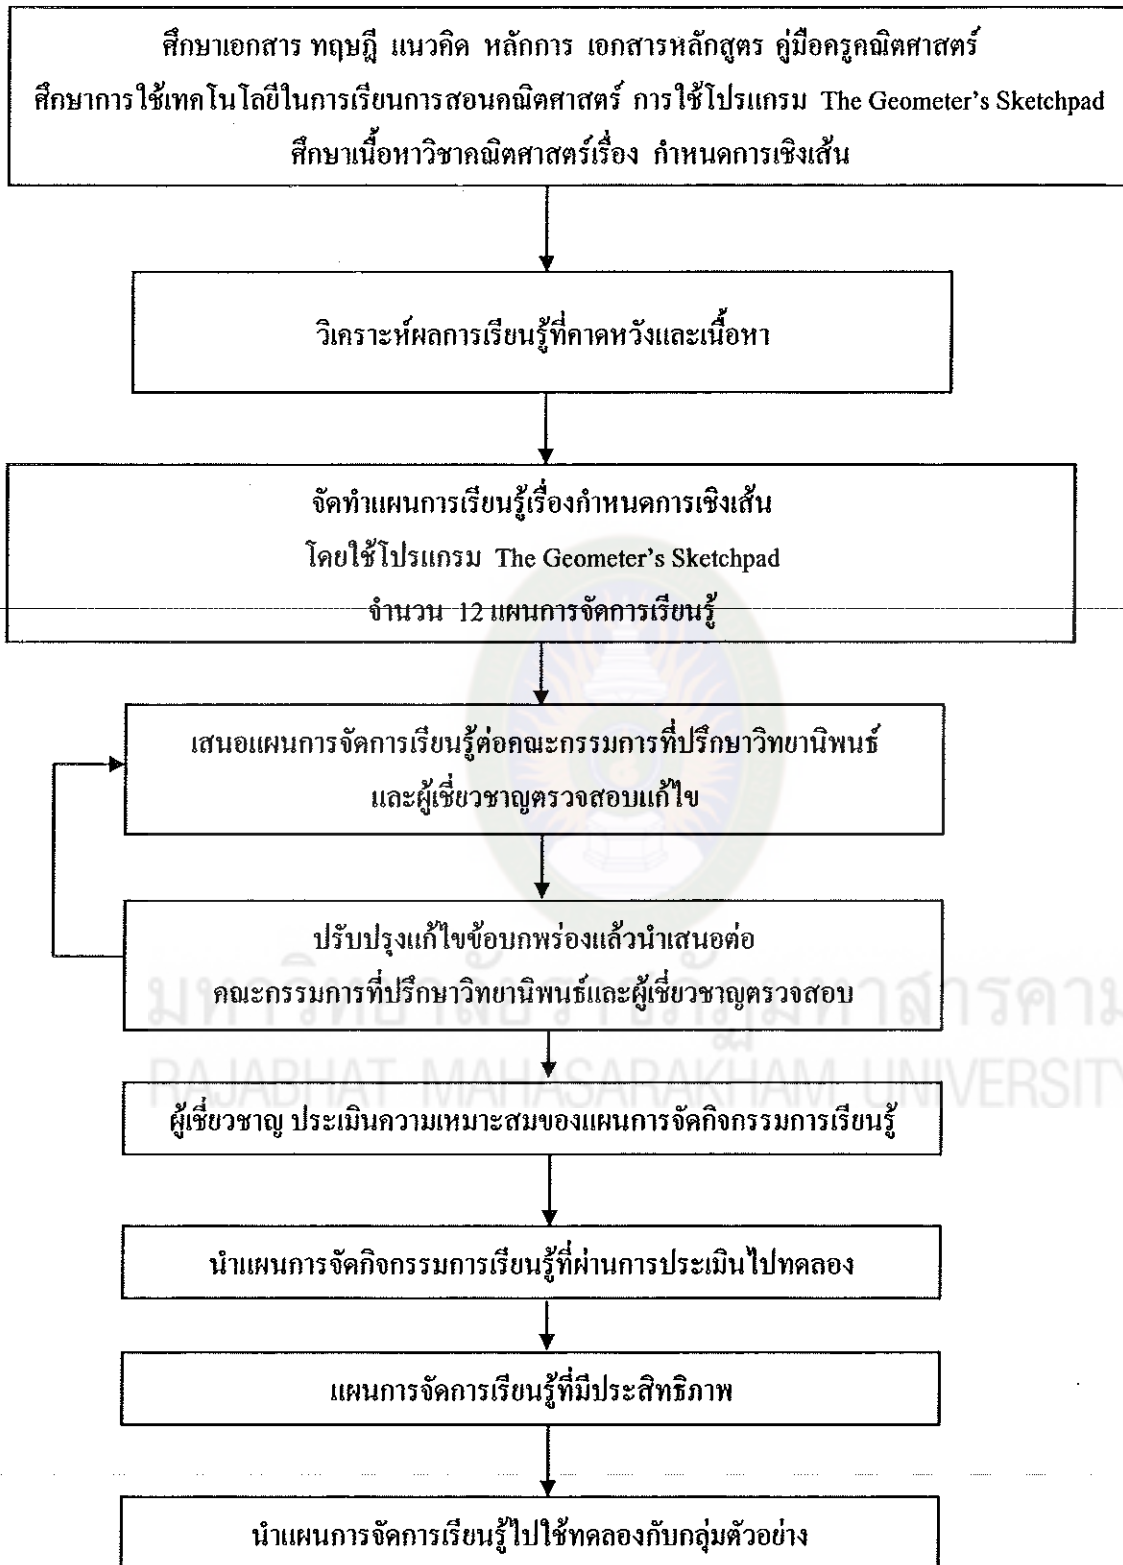 ศึกษาเอกสาร ทฤษฎี แนวคิด หลักการ เอกสารหลักสูตร คู่มือครูคณิตศาสตร์
ศึกษาการใช้เทคโนโลยีในการเรียนการสอนคณิตศาสตร์ การใช้โปรแกรม The Geometer's Sketchpad
ศึกษาเนื้อหาวิชาคณิตศาสตร์เรื่อง กำหนดการเชิงเส้น
วิเคราะห์ผลการเรียนรู้ที่คาดหวังและเนื้อหา
จัดทำแผนการเรียนรู้เรื่องกำหนดการเชิงเส้น
โดยใช้โปรแกรม The Geometer's Sketchpad
จำนวน 12 แผนการจัดการเรียนรู้
เสนอแผนการจัดการเรียนรู้ต่อคณะกรรมการที่ปรึกษาวิทยานิพนธ์
และผู้เชี่ยวชาญตรวจสอบแก้ไข
ปรับปรุงแก้ไขข้อบกพร่องแล้วนำเสนอต่อ
คณะกรรมการที่ปรึกษาวิทยานิพนธ์และผู้เชี่ยวชาญตรวจสอบ
มหาวิทยาลัยราชภัฏมหาสารคาม
RAJABHAT MAHASARAKHAM UNIVERSITY
ผู้เชี่ยวชาญ ประเมินความเหมาะสมของแผนการจัดกิจกรรมการเรียนรู้
นำแผนการจัดกิจกรรมการเรียนรู้ที่ผ่านการประเมินไปทดลอง
แผนการจัดการเรียนรู้ที่มีประสิทธิภาพ
นำแผนการจัดการเรียนรู้ไปใช้ทดลองกับกลุ่มตัวอย่าง